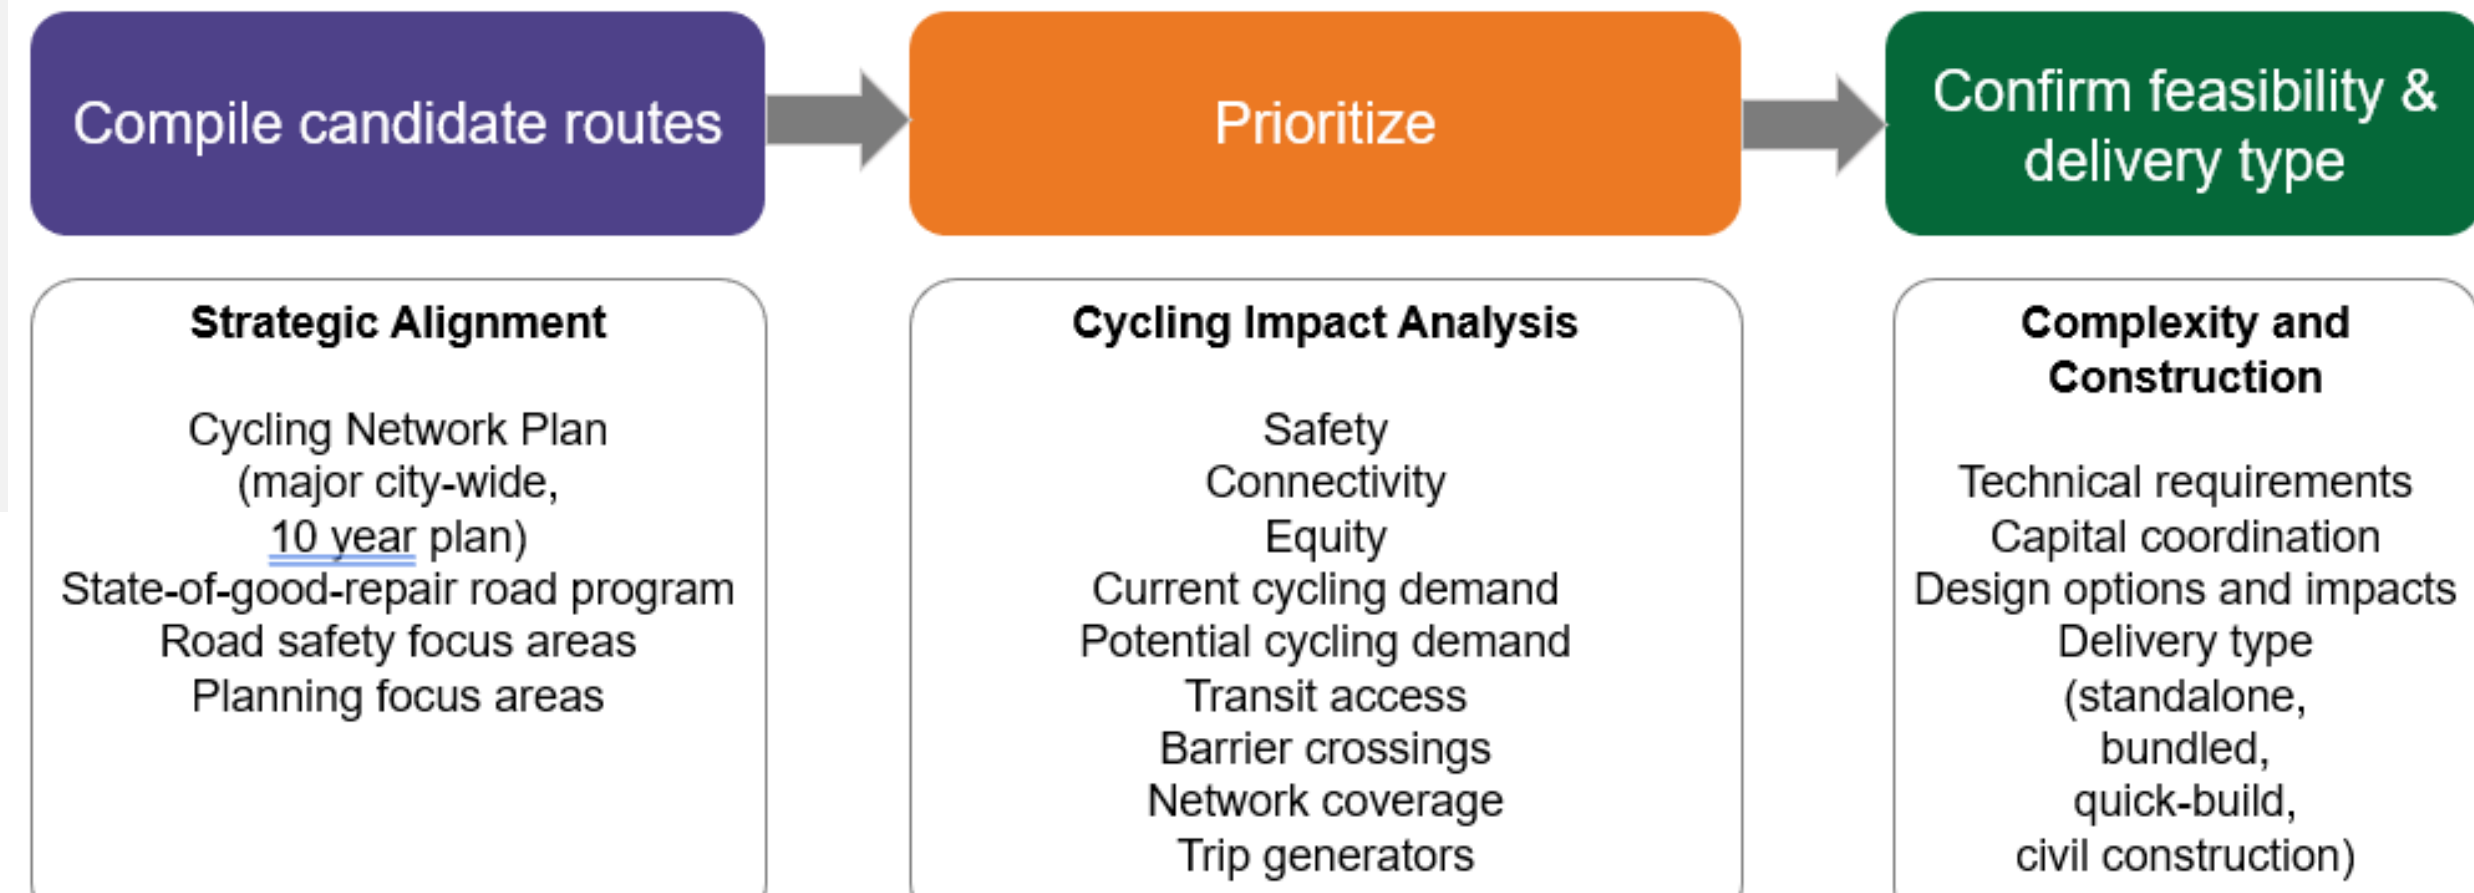 Compile candidate routes
Prioritize
Confirm feasibility &
delivery type
Strategic Alignment
Cycling Network Plan
(major city-wide,
10 year plan)
State-of-good-repair road program
Road safety focus areas
Planning focus areas
Cycling Impact Analysis
Safety
Connectivity
Equity
Current cycling demand
Potential cycling demand
Transit access
Barrier crossings
Network coverage
Trip generators
Complexity and
Construction
Technical requirements
Capital coordination
Design options and impacts
Delivery type
(standalone,
bundled,
quick-build,
civil construction)